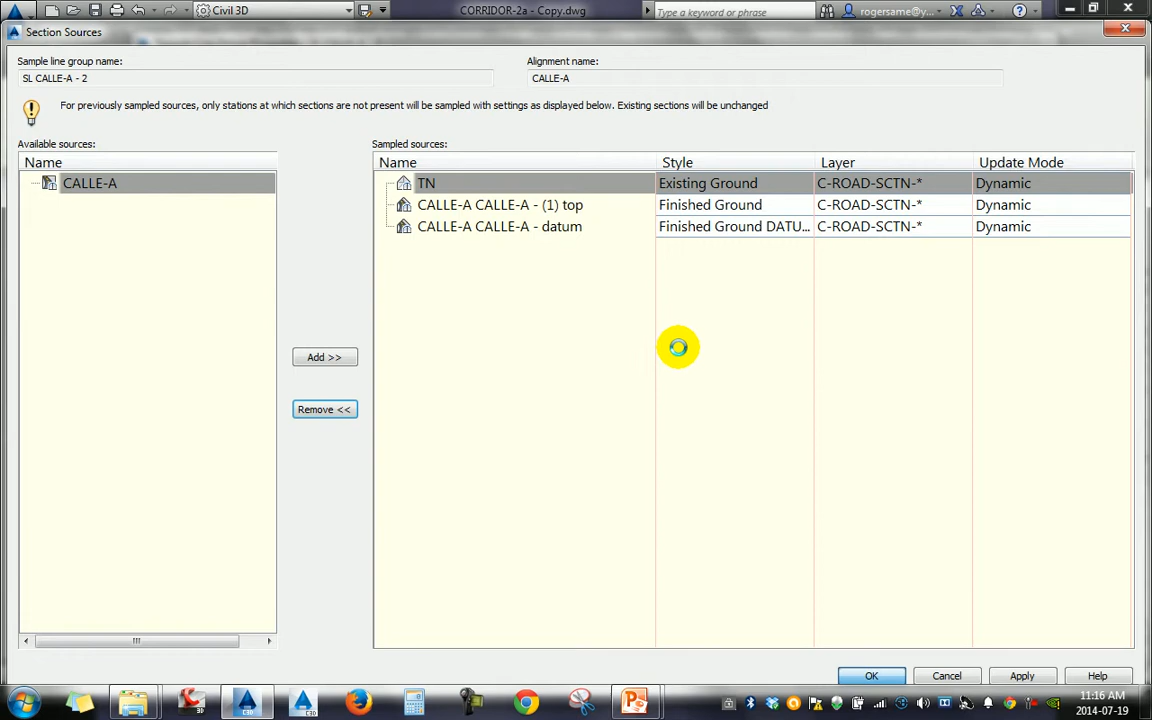 Civil 3D
CORRIDOR-2a - Copy.dwg
Type a keyword or phrase
rogersame@y...
Section Sources
Sample line group name:
Alignment name:
SL CALLE-A - 2
CALLE-A
For previously sampled sources, only stations at which sections are not present will be sampled with settings as displayed below. Existing sections will be unchanged
Available sources:
Sampled sources:
Name
Name Style Layer Update Mode
CALLE-A
TN Existing Ground C-ROAD-SCTN-* Dynamic
CALLE-A CALLE-A - (1) top Finished Ground C-ROAD-SCTN-* Dynamic
CALLE-A CALLE-A - datum Finished Ground DATU... C-ROAD-SCTN-* Dynamic
Add >>
Remove <<
OK Cancel Apply Help
11:16 AM
2014-07-19